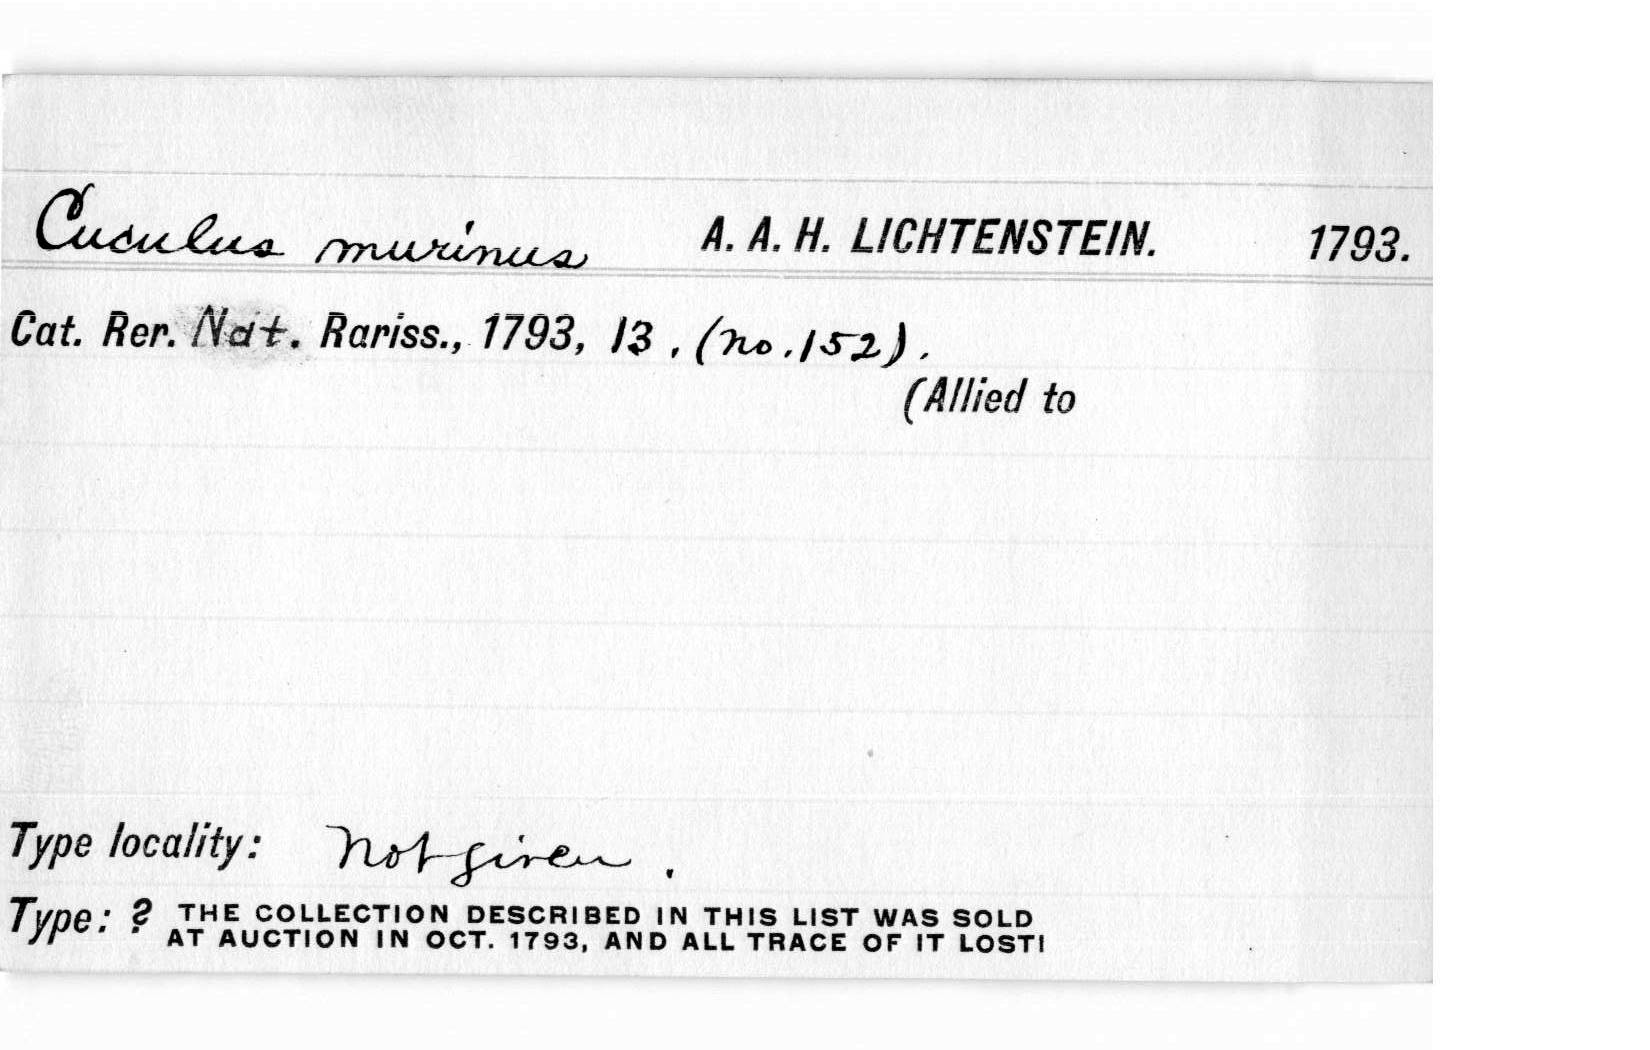 Cuculus murinus A. A. H. LICHTENSTEIN. 1793.
Cat. Rer. Nat. Rariss., 1793, 13, (no. 152).
(Allied to
Type locality: Not given.
Type: ? THE COLLECTION DESCRIBED IN THIS LIST WAS SOLD
AT AUCTION IN OCT. 1793, AND ALL TRACE OF IT LOST!